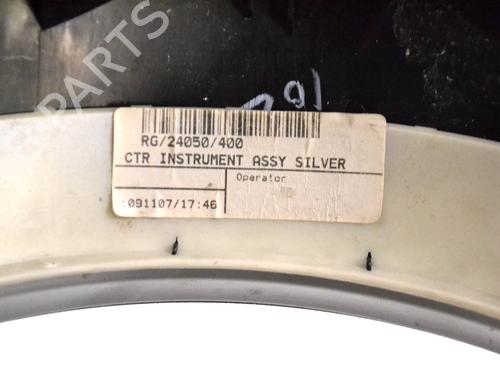 PARTS
RG/24050/400
CTR INSTRUMENT ASSY SILVER
Operator
:091107/17:46